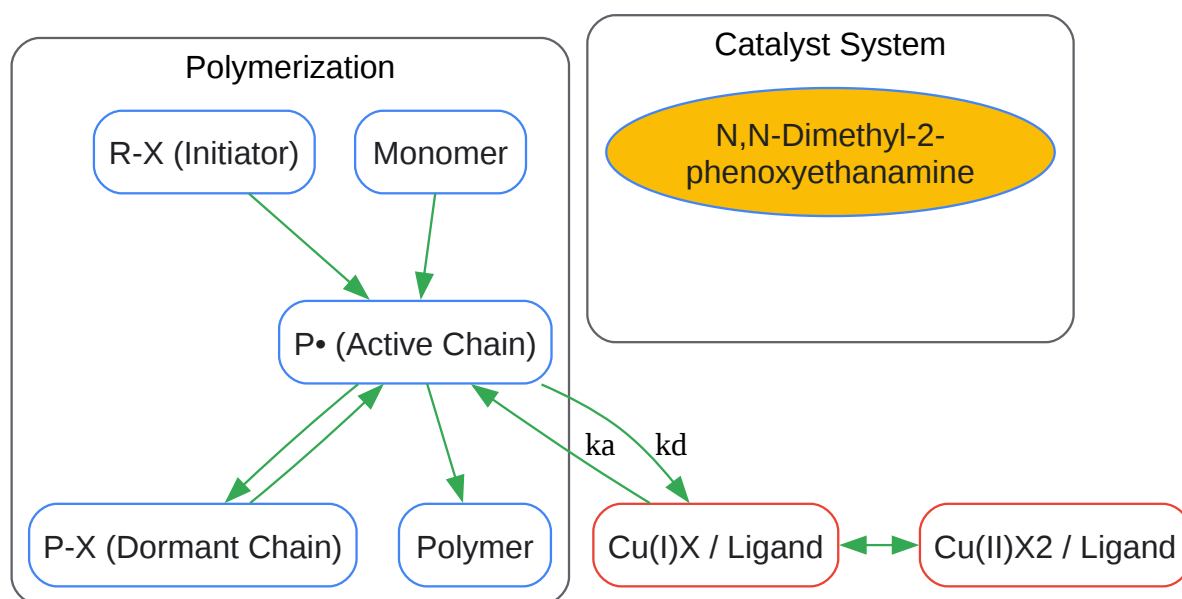 Polymerization
Catalyst System
R-X (Initiator)
Monomer
N,N-Dimethyl-2-
phenoxyethanamine
P• (Active Chain)
ka
kd
P-X (Dormant Chain)
Polymer
Cu(I)X / Ligand
Cu(II)X2 / Ligand